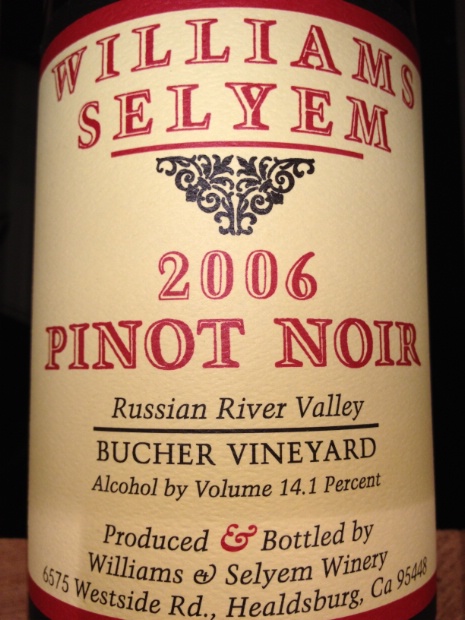 WILLIAMS
SELYEM
2006
PINOT NOIR
Russian River Valley
BUCHER VINEYARD
Alcohol by Volume 14.1 Percent
Produced & Bottled by
Williams & Selyem Winery
6575 Westside Rd., Healdsburg, Ca 95448